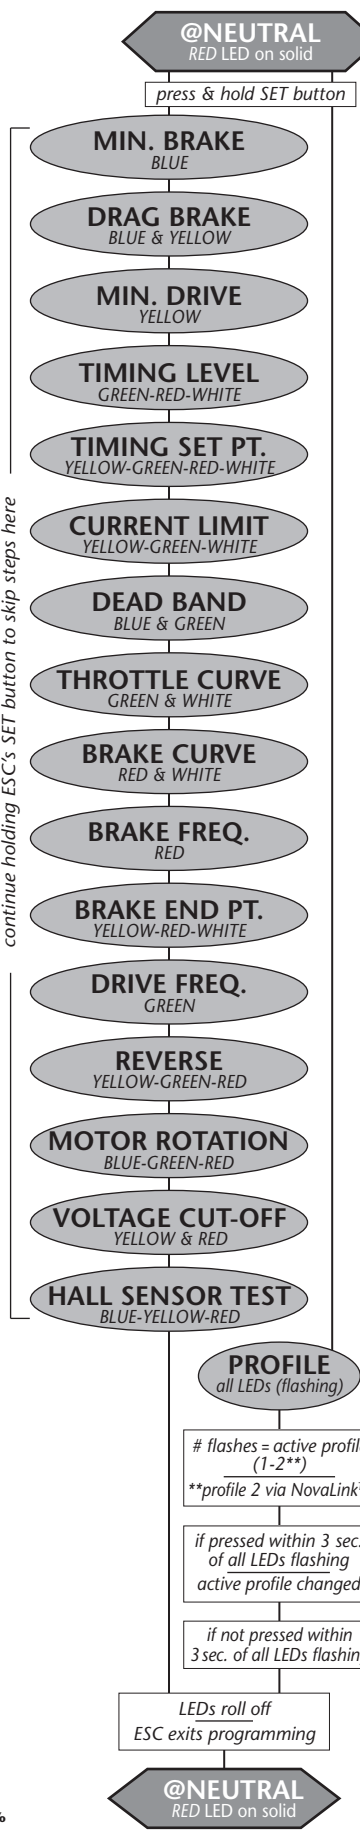 @NEUTRAL
RED LED on solid
press & hold SET button
MIN. BRAKE
BLUE
DRAG BRAKE
BLUE & YELLOW
MIN. DRIVE
YELLOW
TIMING LEVEL
GREEN-RED-WHITE
TIMING SET PT.
YELLOW-GREEN-RED-WHITE
CURRENT LIMIT
YELLOW-GREEN-WHITE
DEAD BAND
BLUE & GREEN
THROTTLE CURVE
GREEN & WHITE
BRAKE CURVE
RED & WHITE
BRAKE FREQ.
RED
BRAKE END PT.
YELLOW-RED-WHITE
DRIVE FREQ.
GREEN
REVERSE
YELLOW-GREEN-RED
MOTOR ROTATION
BLUE-GREEN-RED
VOLTAGE CUT-OFF
YELLOW & RED
HALL SENSOR TEST
BLUE-YELLOW-RED
continue holding ESC's SET button to skip steps here
PROFILE
all LEDs (flashing)
# flashes = active profile
(1-2**)
**profile 2 via NovaLink
if pressed within 3 sec.
of all LEDs flashing
active profile changed
if not pressed within
3 sec. of all LEDs flashing
LEDs roll off
ESC exits programming
@NEUTRAL
RED LED on solid
%